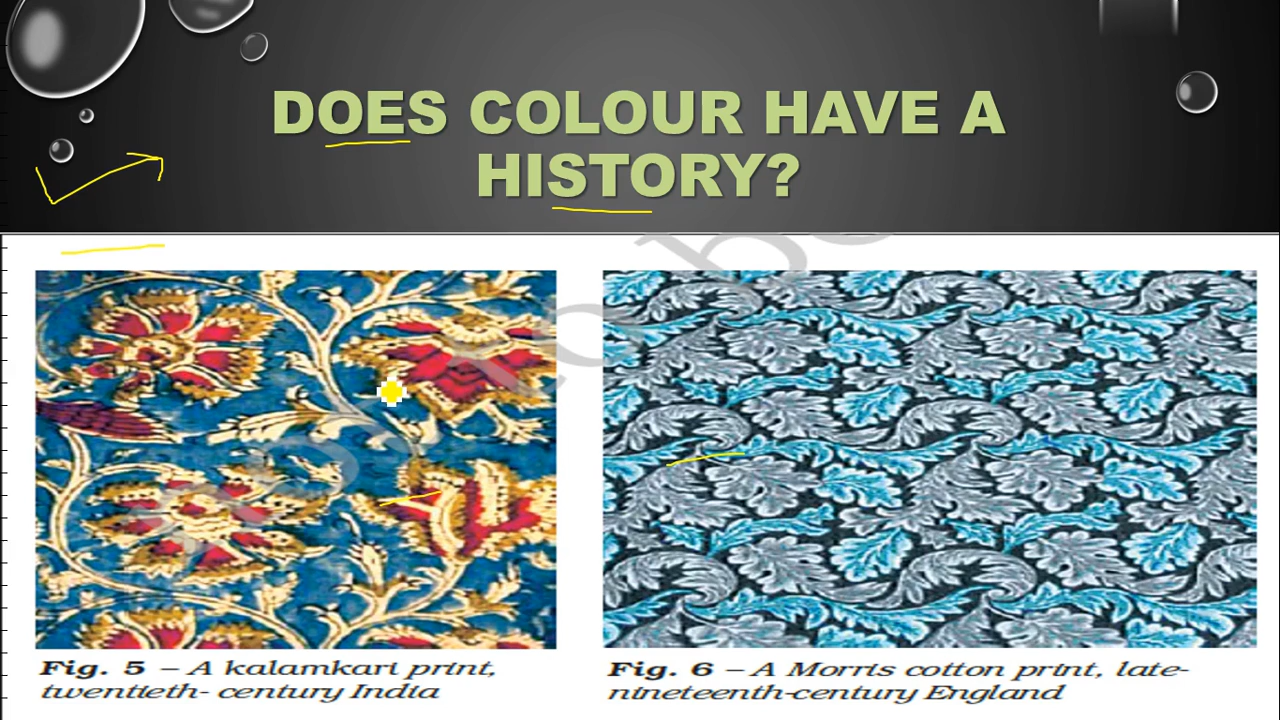 DOES COLOUR HAVE A
HISTORY?
Fig. 5 – A kalamkari print,
twentieth- century India
Fig. 6 – A Morris cotton print, late-
nineteenth-century England